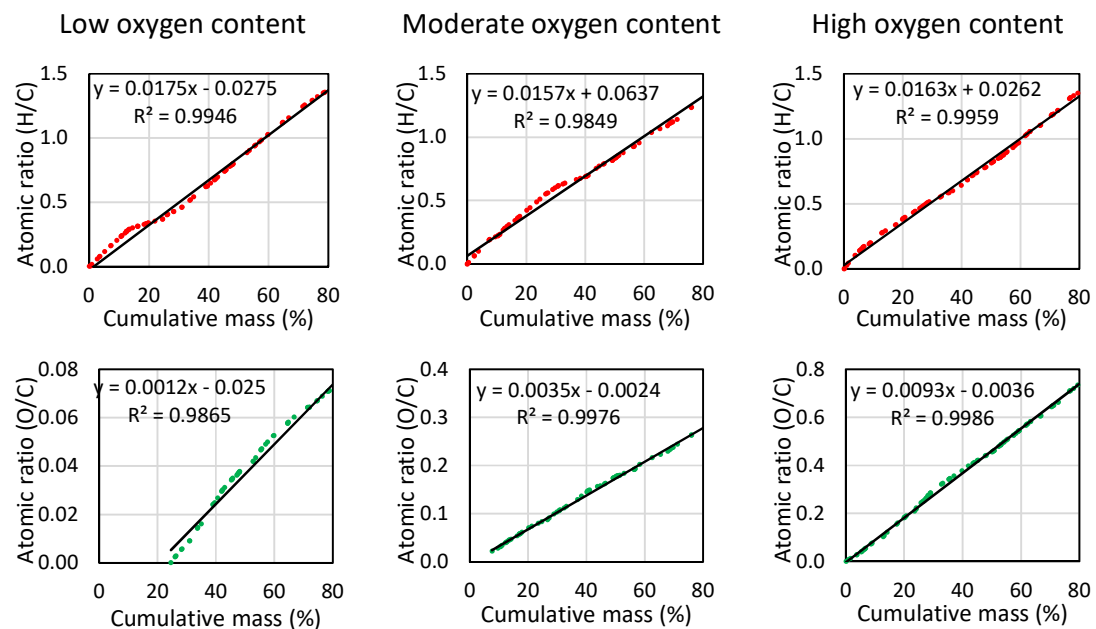 Low oxygen content
Moderate oxygen content
High oxygen content
Atomic ratio (H/C)
1.5
1.0
0.5
0.0
y = 0.0175x - 0.0275
R² = 0.9946
0 20 40 60 80
Cumulative mass (%)
Atomic ratio (H/C)
1.5
1.0
0.5
0.0
y = 0.0157x + 0.0637
R² = 0.9849
0 20 40 60 80
Cumulative mass (%)
Atomic ratio (H/C)
1.5
1.0
0.5
0.0
y = 0.0163x + 0.0262
R² = 0.9959
0 20 40 60 80
Cumulative mass (%)
Atomic ratio (O/C)
0.08
0.06
0.04
0.02
0.00
y = 0.0012x - 0.025
R² = 0.9865
0 20 40 60 80
Cumulative mass (%)
Atomic ratio (O/C)
0.4
0.3
0.2
0.1
0.0
y = 0.0035x - 0.0024
R² = 0.9976
0 20 40 60 80
Cumulative mass (%)
Atomic ratio (O/C)
0.8
0.6
0.4
0.2
0.0
y = 0.0093x - 0.0036
R² = 0.9986
0 20 40 60 80
Cumulative mass (%)